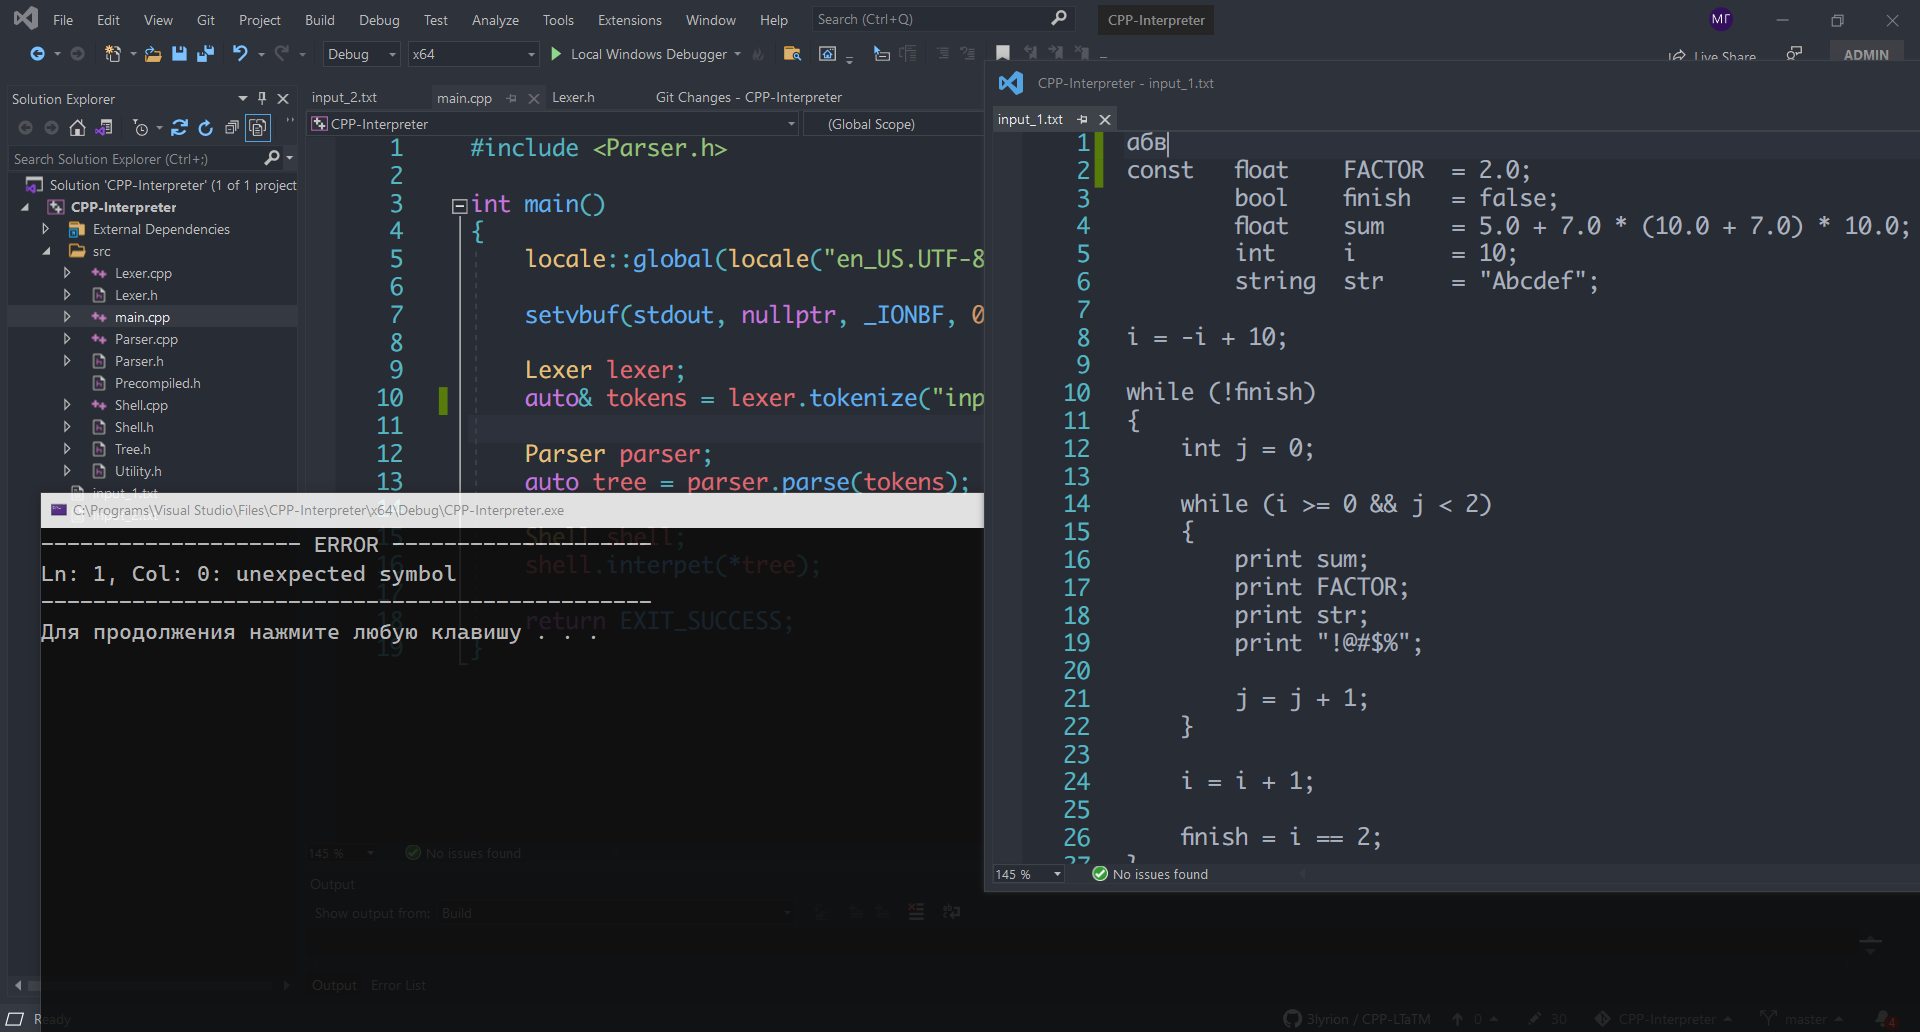 File Edit View Git Project Build Debug Test Analyze Tools Extensions Window Help Search (Ctrl+Q) CPP-Interpreter МГ
Debug x64 Local Windows Debugger Live Share ADMIN
Solution Explorer
Search Solution Explorer (Ctrl+;)
Solution 'CPP-Interpreter' (1 of 1 project
CPP-Interpreter
External Dependencies
src
Lexer.cpp
Lexer.h
main.cpp
Parser.cpp
Parser.h
Precompiled.h
Shell.cpp
Shell.h
Tree.h
Utility.h
input_1.txt
input_2.txt main.cpp Lexer.h Git Changes - CPP-Interpreter
CPP-Interpreter (Global Scope)
1 #include <Parser.h>
2
3 int main()
4 {
5 locale::global(locale("en_US.UTF-8
6
7 setvbuf(stdout, nullptr, _IONBF, 0
8
9 Lexer lexer;
10 auto& tokens = lexer.tokenize("inp
11
12 Parser parser;
13 auto tree = parser.parse(tokens);
15 Shell shell;
16 shell.interpet(*tree);
17
18 return EXIT_SUCCESS;
19 }
C:\Programs\Visual Studio\Files\CPP-Interpreter\x64\Debug\CPP-Interpreter.exe
-------------------- ERROR --------------------
Ln: 1, Col: 0: unexpected symbol
-----------------------------------------------
Для продолжения нажмите любую клавишу . . .
145 % No issues found
Output
Show output from: Build
Output Error List
CPP-Interpreter - input_1.txt
input_1.txt
1 абв
2 const float FACTOR = 2.0;
3 bool finish = false;
4 float sum = 5.0 + 7.0 * (10.0 + 7.0) * 10.0;
5 int i = 10;
6 string str = "Abcdef";
7
8 i = -i + 10;
9
10 while (!finish)
11 {
12 int j = 0;
13
14 while (i >= 0 && j < 2)
15 {
16 print sum;
17 print FACTOR;
18 print str;
19 print "!@#$%";
20
21 j = j + 1;
22 }
23
24 i = i + 1;
25
26 finish = i == 2;
27 }
145 % No issues found
Ready 3lyrion / CPP-LTaTM 0 30 CPP-Interpreter master 4